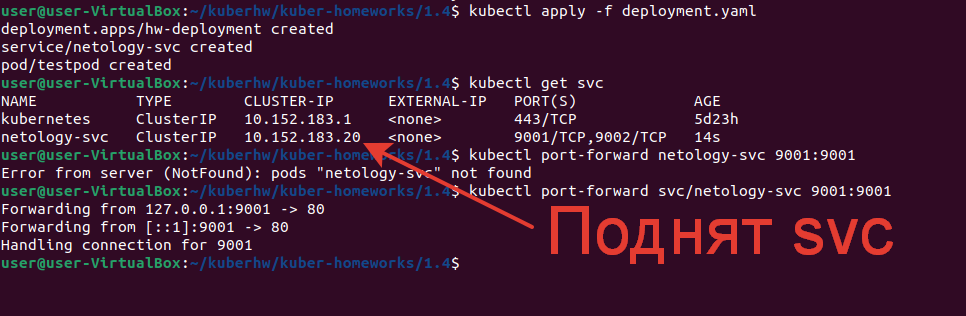 user@user-VirtualBox:~/kuberhw/kuber-homeworks/1.4$ kubectl apply -f deployment.yaml
deployment.apps/hw-deployment created
service/netology-svc created
pod/testpod created
user@user-VirtualBox:~/kuberhw/kuber-homeworks/1.4$ kubectl get svc
NAME TYPE CLUSTER-IP EXTERNAL-IP PORT(S) AGE
kubernetes ClusterIP 10.152.183.1 <none> 443/TCP 5d23h
netology-svc ClusterIP 10.152.183.20 <none> 9001/TCP,9002/TCP 14s
user@user-VirtualBox:~/kuberhw/kuber-homeworks/1.4$ kubectl port-forward netology-svc 9001:9001
Error from server (NotFound): pods "netology-svc" not found
user@user-VirtualBox:~/kuberhw/kuber-homeworks/1.4$ kubectl port-forward svc/netology-svc 9001:9001
Forwarding from 127.0.0.1:9001 -> 80
Forwarding from [::1]:9001 -> 80
Handling connection for 9001
user@user-VirtualBox:~/kuberhw/kuber-homeworks/1.4$
Поднят svc